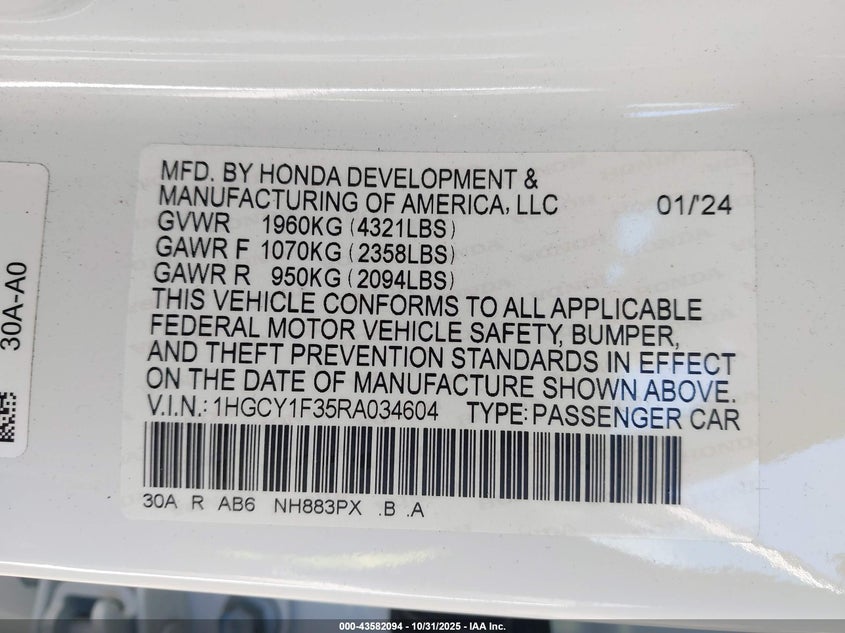 MFD. BY HONDA DEVELOPMENT &
MANUFACTURING OF AMERICA, LLC 01/'24
GVWR 1960KG (4321LBS)
GAWR F 1070KG (2358LBS)
GAWR R 950KG (2094LBS)
THIS VEHICLE CONFORMS TO ALL APPLICABLE
FEDERAL MOTOR VEHICLE SAFETY, BUMPER,
AND THEFT PREVENTION STANDARDS IN EFFECT
ON THE DATE OF MANUFACTURE SHOWN ABOVE.
V.I.N.: 1HGCY1F35RA034604 TYPE: PASSENGER CAR
30A R AB6 NH883PX .B .A
30A-A0
000-43582094 - 10/31/2025 - IAA Inc.